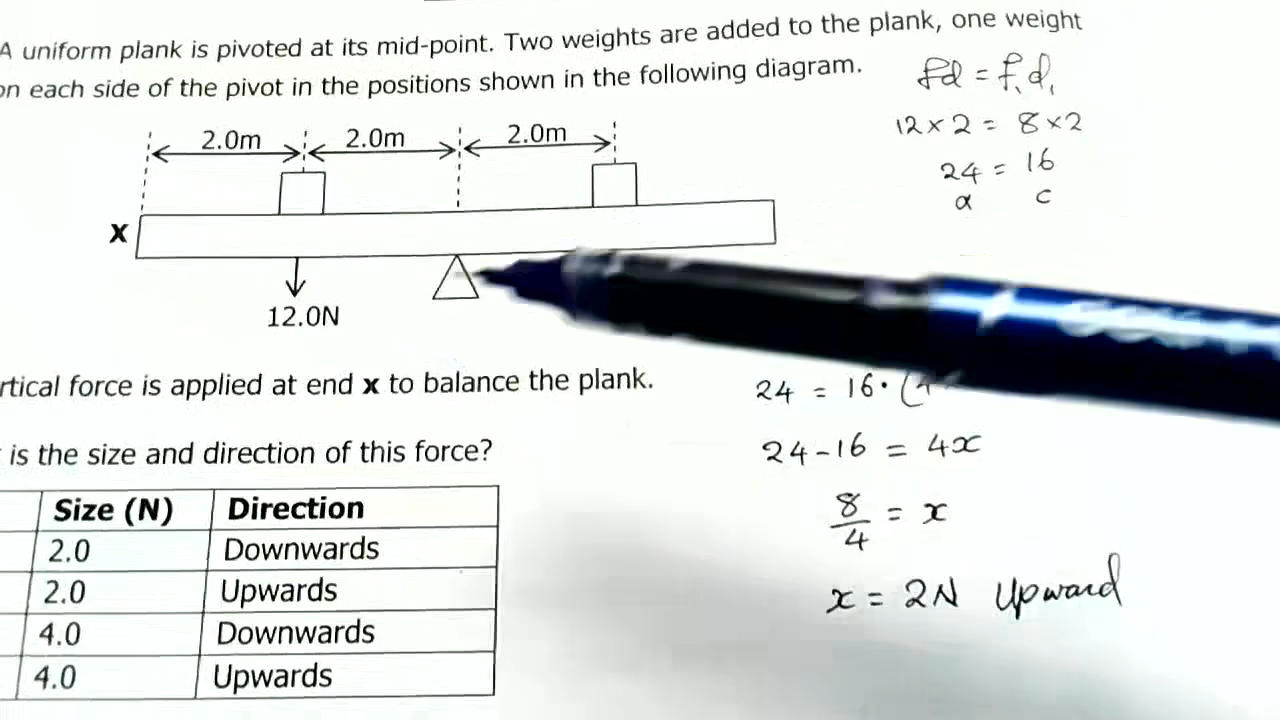 A uniform plank is pivoted at its mid-point. Two weights are added to the plank, one weight
on each side of the pivot in the positions shown in the following diagram.
fd = f₁d₁
12 × 2 = 8 × 2
24 = 16
a c
2.0m 2.0m 2.0m
x
12.0N
rtical force is applied at end x to balance the plank.
24 = 16 · (4
is the size and direction of this force?
24 - 16 = 4x
Size (N) Direction
2.0 Downwards
2.0 Upwards
4.0 Downwards
4.0 Upwards
8/4 = x
x = 2N Upward